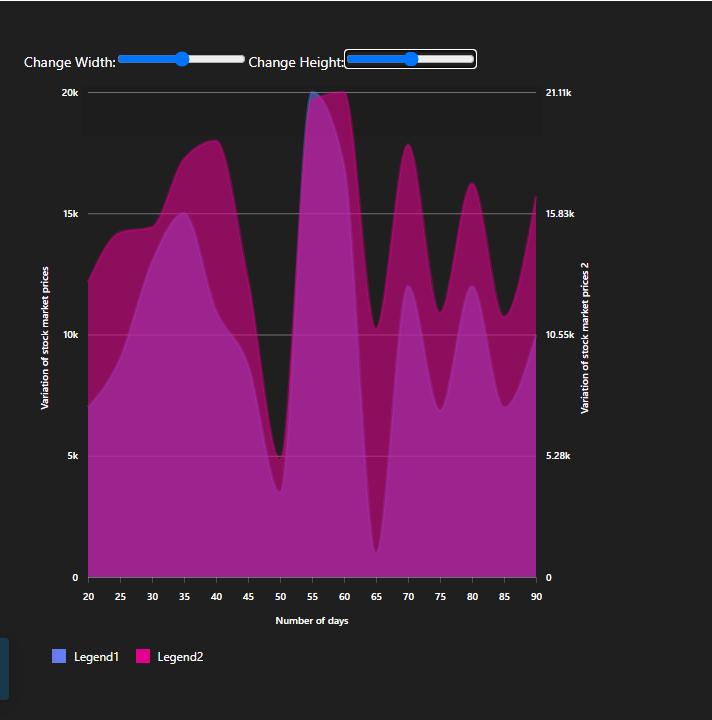 Change Width: Change Height:
20k 21.11k
15k 15.83k
Variation of stock market prices
Variation of stock market prices 2
10k 10.55k
5k 5.28k
0 0
20 25 30 35 40 45 50 55 60 65 70 75 80 85 90
Number of days
Legend1 Legend2